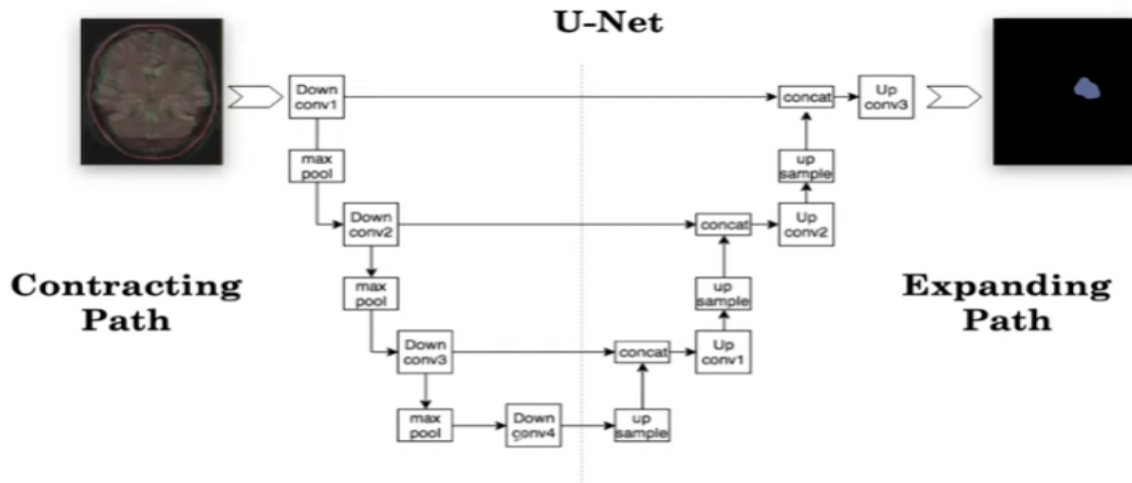 U-Net
Down
conv1
concat
Up
conv3
max
pool
up
sample
Down
conv2
concat
Up
conv2
Contracting
Path
max
pool
up
sample
Expanding
Path
Down
conv3
concat
Up
conv1
max
pool
Down
conv4
up
sample